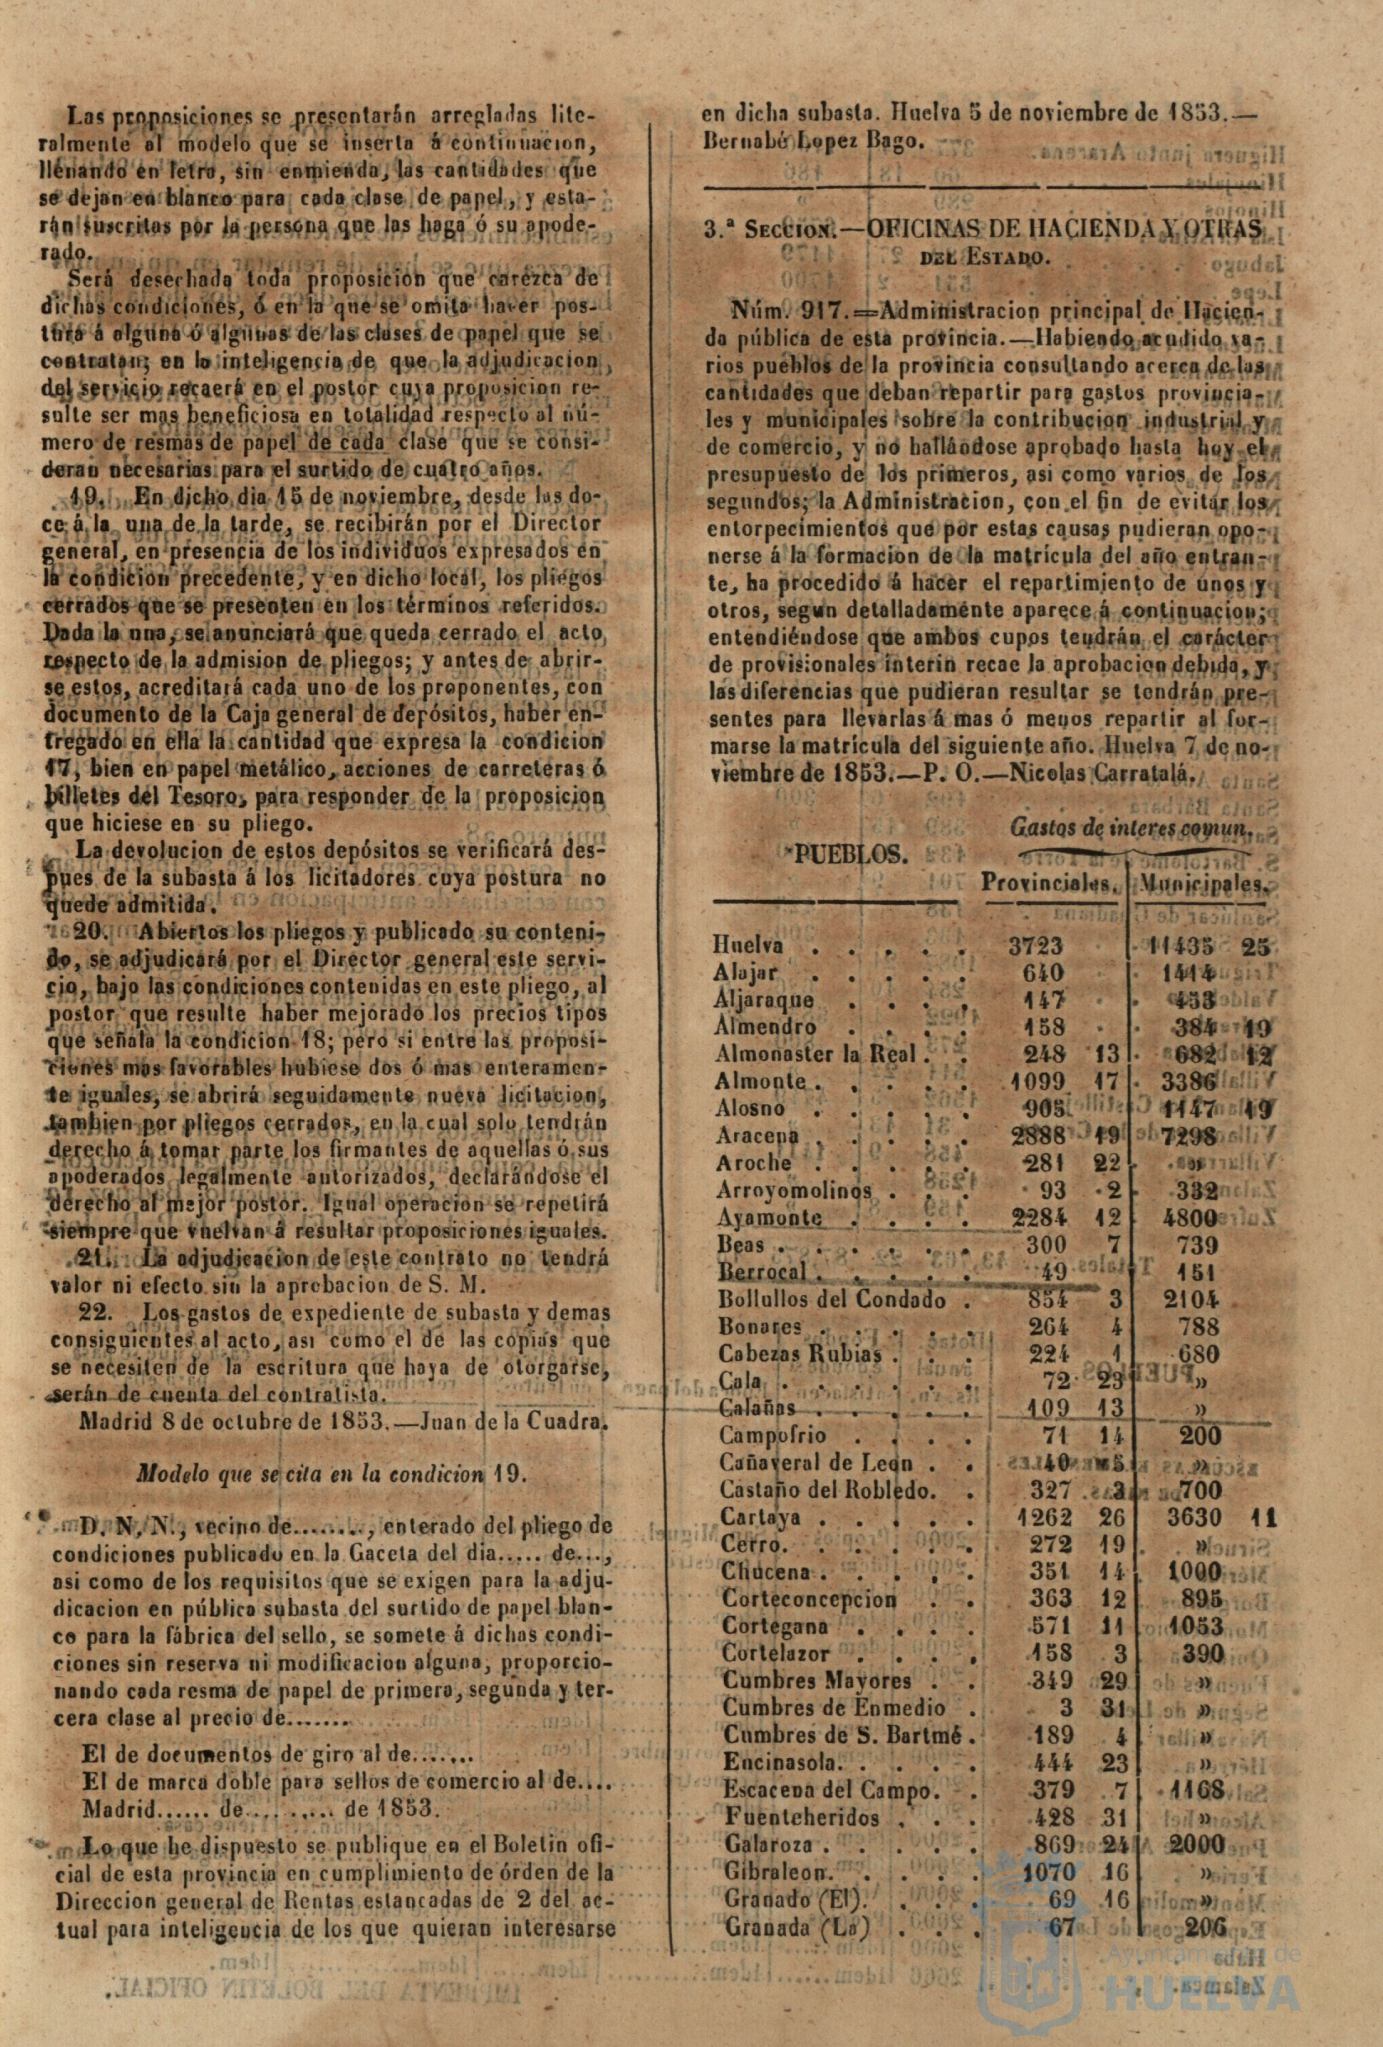 Las proposiciones se presentarán arregladas lite-
ralmente al modelo que se inserta á continuacion,
llenando en letra, sin enmienda, las cantidades que
se dejan en blanco para cada clase de papel, y esta-
rán suscritas por la persona que las haga ó su apode-
rado.
Será desechada toda proposicion que carezca de
dichas condiciones, ó en la que se omita hacer pos-
tura á alguna ó algunas de las clases de papel que se
contratan; en la inteligencia de que la adjudicacion
del servicio recaerá en el postor cuya proposicion re-
sulte ser mas beneficiosa en totalidad respecto al nú-
mero de resmas de papel de cada clase que se consi-
deran necesarias para el surtido de cuatro años.
19. En dicho dia 15 de noviembre, desde las do-
ce á la una de la tarde, se recibirán por el Director
general, en presencia de los individuos expresados en
la condicion precedente, y en dicho local, los pliegos
cerrados que se presenten en los términos referidos.
Dada la una, se anunciará que queda cerrado el acto
respecto de la admision de pliegos; y antes de abrir-
se estos, acreditará cada uno de los proponentes, con
documento de la Caja general de depósitos, haber en-
tregado en ella la cantidad que expresa la condicion
17, bien en papel metálico, acciones de carreteras ó
billetes del Tesoro, para responder de la proposicion
que hiciese en su pliego.
La devolucion de estos depósitos se verificará des-
pues de la subasta á los licitadores cuya postura no
quede admitida.
20. Abiertos los pliegos y publicado su conteni-
do, se adjudicará por el Director general este servi-
cio, bajo las condiciones contenidas en este pliego, al
postor que resulte haber mejorado los precios tipos
que señala la condicion 18; pero si entre las proposi-
ciones mas favorables hubiese dos ó mas enteramen-
te iguales, se abrirá seguidamente nueva licitacion,
tambien por pliegos cerrados, en la cual solo tendrán
derecho á tomar parte los firmantes de aquellas ó sus
apoderados legalmente autorizados, declarándose el
derecho al mejor postor. Igual operacion se repetirá
siempre que vuelvan á resultar proposiciones iguales.
21. La adjudicacion de este contrato no tendrá
valor ni efecto sin la aprobacion de S. M.
22. Los gastos de expediente de subasta y demas
consiguientes al acto, asi como el de las copias que
se necesiten de la escritura que haya de otorgarse,
serán de cuenta del contratista.
Madrid 8 de octubre de 1853.—Juan de la Cuadra.
Modelo que se cita en la condicion 19.
D. N. N., vecino de........, enterado del pliego de
condiciones publicado en la Gaceta del dia..... de...,
asi como de los requisitos que se exigen para la adju-
dicacion en pública subasta del surtido de papel blan-
co para la fábrica del sello, se somete á dichas condi-
ciones sin reserva ni modificacion alguna, proporcio-
nando cada resma de papel de primera, segunda y ter-
cera clase al precio de.......
El de documentos de giro al de.......
El de marca doble para sellos de comercio al de....
Madrid...... de......... de 1853.
Lo que he dispuesto se publique en el Boletin ofi-
cial de esta provincia en cumplimiento de órden de la
Direccion general de Rentas estancadas de 2 del ac-
tual para inteligencia de los que quieran interesarse
en dicha subasta. Huelva 5 de noviembre de 1853.—
Bernabé Lopez Bago.
3.ª SECCION.—OFICINAS DE HACIENDA Y OTRAS
DEL ESTADO.
Núm. 917.=Administracion principal de Hacien-
da pública de esta provincia.—Habiendo acudido va-
rios pueblos de la provincia consultando acerca de las
cantidades que deban repartir para gastos provincia-
les y municipales sobre la contribucion industrial y
de comercio, y no hallándose aprobado hasta hoy el
presupuesto de los primeros, asi como varios de los
segundos; la Administracion, con el fin de evitar los
entorpecimientos que por estas causas pudieran opo-
nerse á la formacion de la matrícula del año entran-
te, ha procedido á hacer el repartimiento de unos y
otros, segun detalladamente aparece á continuacion;
entendiéndose que ambos cupos tendrán el carácter
de provisionales interin recae la aprobacion debida, y
las diferencias que pudieran resultar se tendrán pre-
sentes para llevarlas á mas ó menos repartir al for-
marse la matrícula del siguiente año. Huelva 7 de no-
viembre de 1853.—P. O.—Nicolas Carratalá.
Gastos de interes comun.
PUEBLOS.
Provinciales. Municipales.
Huelva . . . . . 3723 11435 25
Alajar . . . . . 640 1414
Aljaraque . . . . 147 453
Almendro . . . . 158 384 19
Almonaster la Real . . 248 13 682 12
Almonte . . . . . 1099 17 3386
Alosno . . . . . 905 1147 19
Aracena . . . . . 2888 19 7298
Aroche . . . . . 281 22 »
Arroyomolinos . . . 93 2 332
Ayamonte . . . . 2284 12 4800
Beas . . . . . . 300 7 739
Berrocal . . . . . 49 151
Bollullos del Condado . 854 3 2104
Bonares . . . . . 264 4 788
Cabezas Rubias . . . 224 1 680
Cala . . . . . . 72 23 »
Calañas . . . . . 109 13 »
Campofrio . . . . 71 14 200
Cañaveral de Leon . . 40 5 »
Castaño del Robledo. . 327 3 700
Cartaya . . . . . 1262 26 3630 11
Cerro. . . . . . 272 19 »
Chucena . . . . . 351 14 1000
Corteconcepcion . . 363 12 895
Cortegana . . . . 571 11 1053
Cortelazor . . . . 158 3 390
Cumbres Mayores . . 349 29 »
Cumbres de Enmedio . 3 31 »
Cumbres de S. Bartmé . 189 4 »
Encinasola. . . . . 444 23 »
Escacena del Campo. . 379 7 1168
Fuenteheridos . . . 428 31 »
Galaroza . . . . . 869 24 2000
Gibraleon. . . . . 1070 16 »
Granado (El). . . . 69 16 »
Granada (La) . . . 67 206
Ayuntamiento de
HUELVA